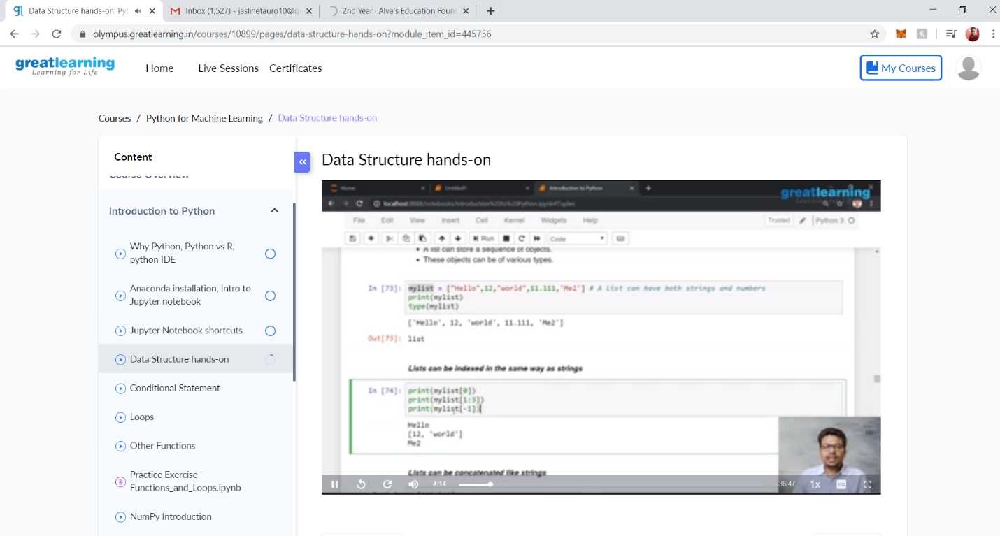 Data Structure hands-on: Pyt
Inbox (1,527) - jaslinetauro10@g
2nd Year - Alva's Education Foun
olympus.greatlearning.in/courses/10899/pages/data-structure-hands-on?module_item_id=445756
greatlearning
Learning for Life
Home
Live Sessions
Certificates
My Courses
Courses / Python for Machine Learning / Data Structure hands-on
Content
Course Overview
Introduction to Python
Why Python, Python vs R,
python IDE
Anaconda installation, Intro to
Jupyter notebook
Jupyter Notebook shortcuts
Data Structure hands-on
Conditional Statement
Loops
Other Functions
Practice Exercise -
Functions_and_Loops.ipynb
NumPy Introduction
Data Structure hands-on
Home
Untitled1
Introduction to Python
greatlearning
localhost:8888/notebooks/Introduction%20to%20Python.ipynb#Tuples
File Edit View Insert Cell Kernel Widgets Help
Trusted
Python 3
Run
Code
• A list can store a sequence of objects.
• These objects can be of various types.
In [73]: mylist = ["Hello",12,"world",11.111,'Me2'] # A list can have both strings and numbers
print(mylist)
type(mylist)
['Hello', 12, 'world', 11.111, 'Me2']
Out[73]: list
Lists can be indexed in the same way as strings
In [74]: print(mylist[0])
print(mylist[1:3])
print(mylist[-1])
Hello
[12, 'world']
Me2
Lists can be concatenated like strings
4:14
-36:47
1x
HD